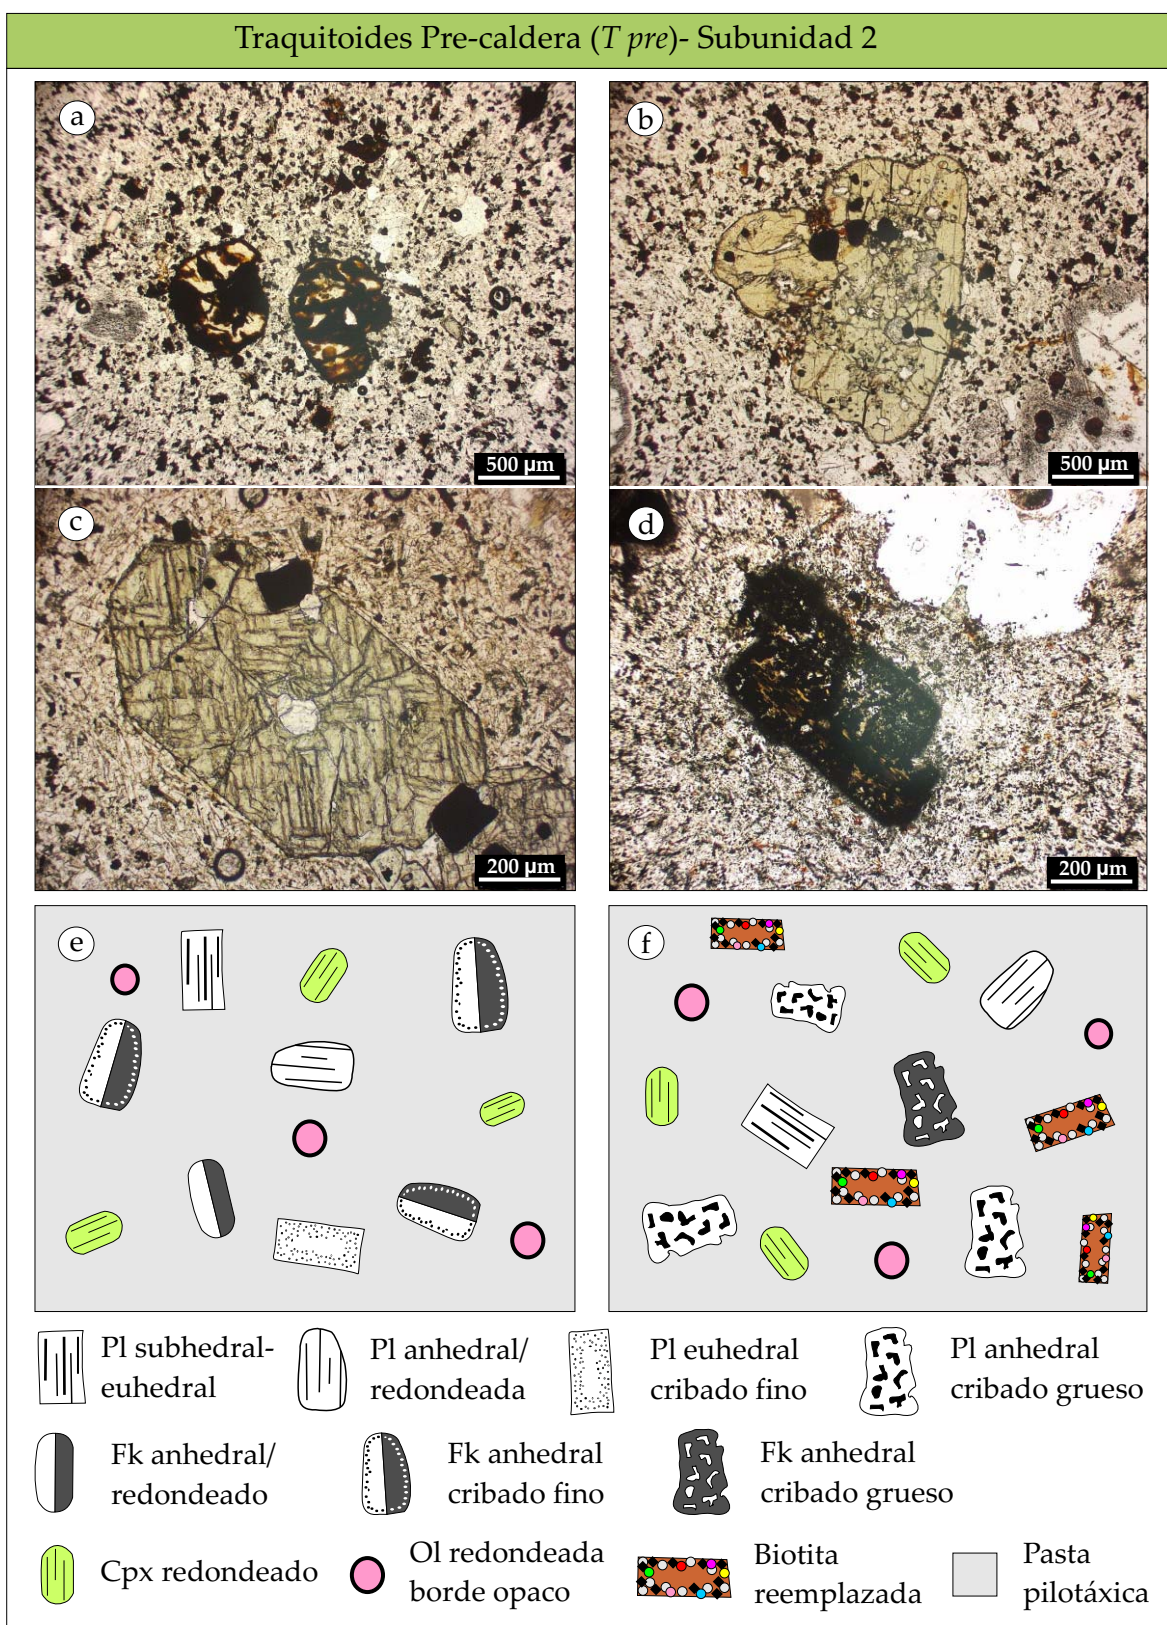 Traquitoides Pre-caldera (T pre)- Subunidad 2
a
b
500 µm
500 µm
c
d
200 µm
200 µm
e
f
Pl subhedral-
euhedral
Pl anhedral/
redondeada
Pl euhedral
cribado fino
Pl anhedral
cribado grueso
Fk anhedral/
redondeado
Fk anhedral
cribado fino
Fk anhedral
cribado grueso
Cpx redondeado
Ol redondeada
borde opaco
Biotita
reemplazada
Pasta
pilotáxica